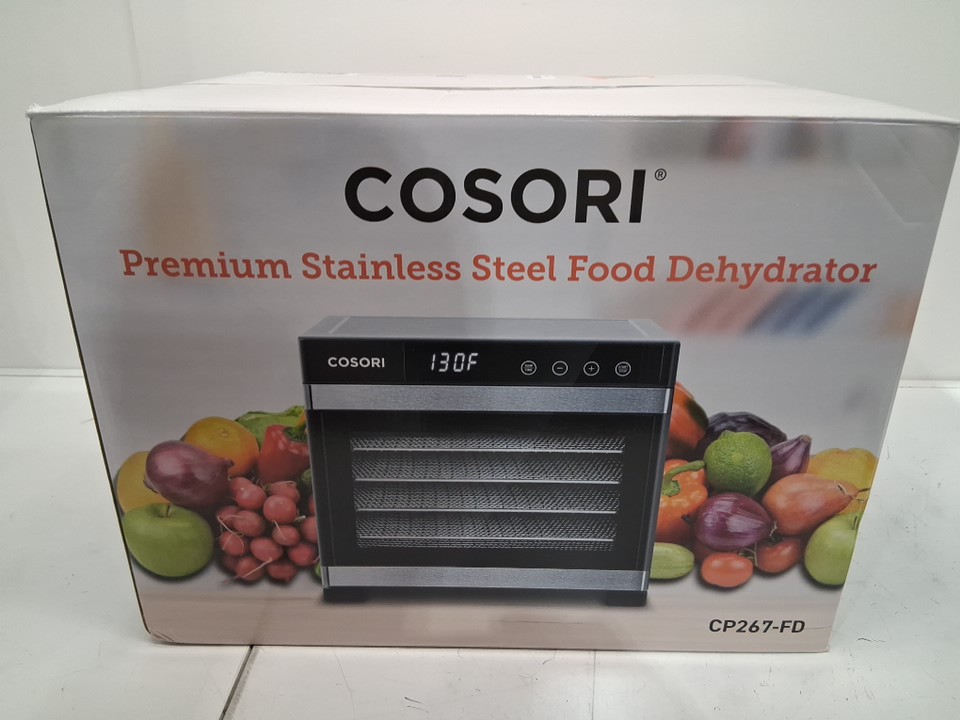 COSORI®
Premium Stainless Steel Food Dehydrator
COSORI 130F − +
CP267-FD